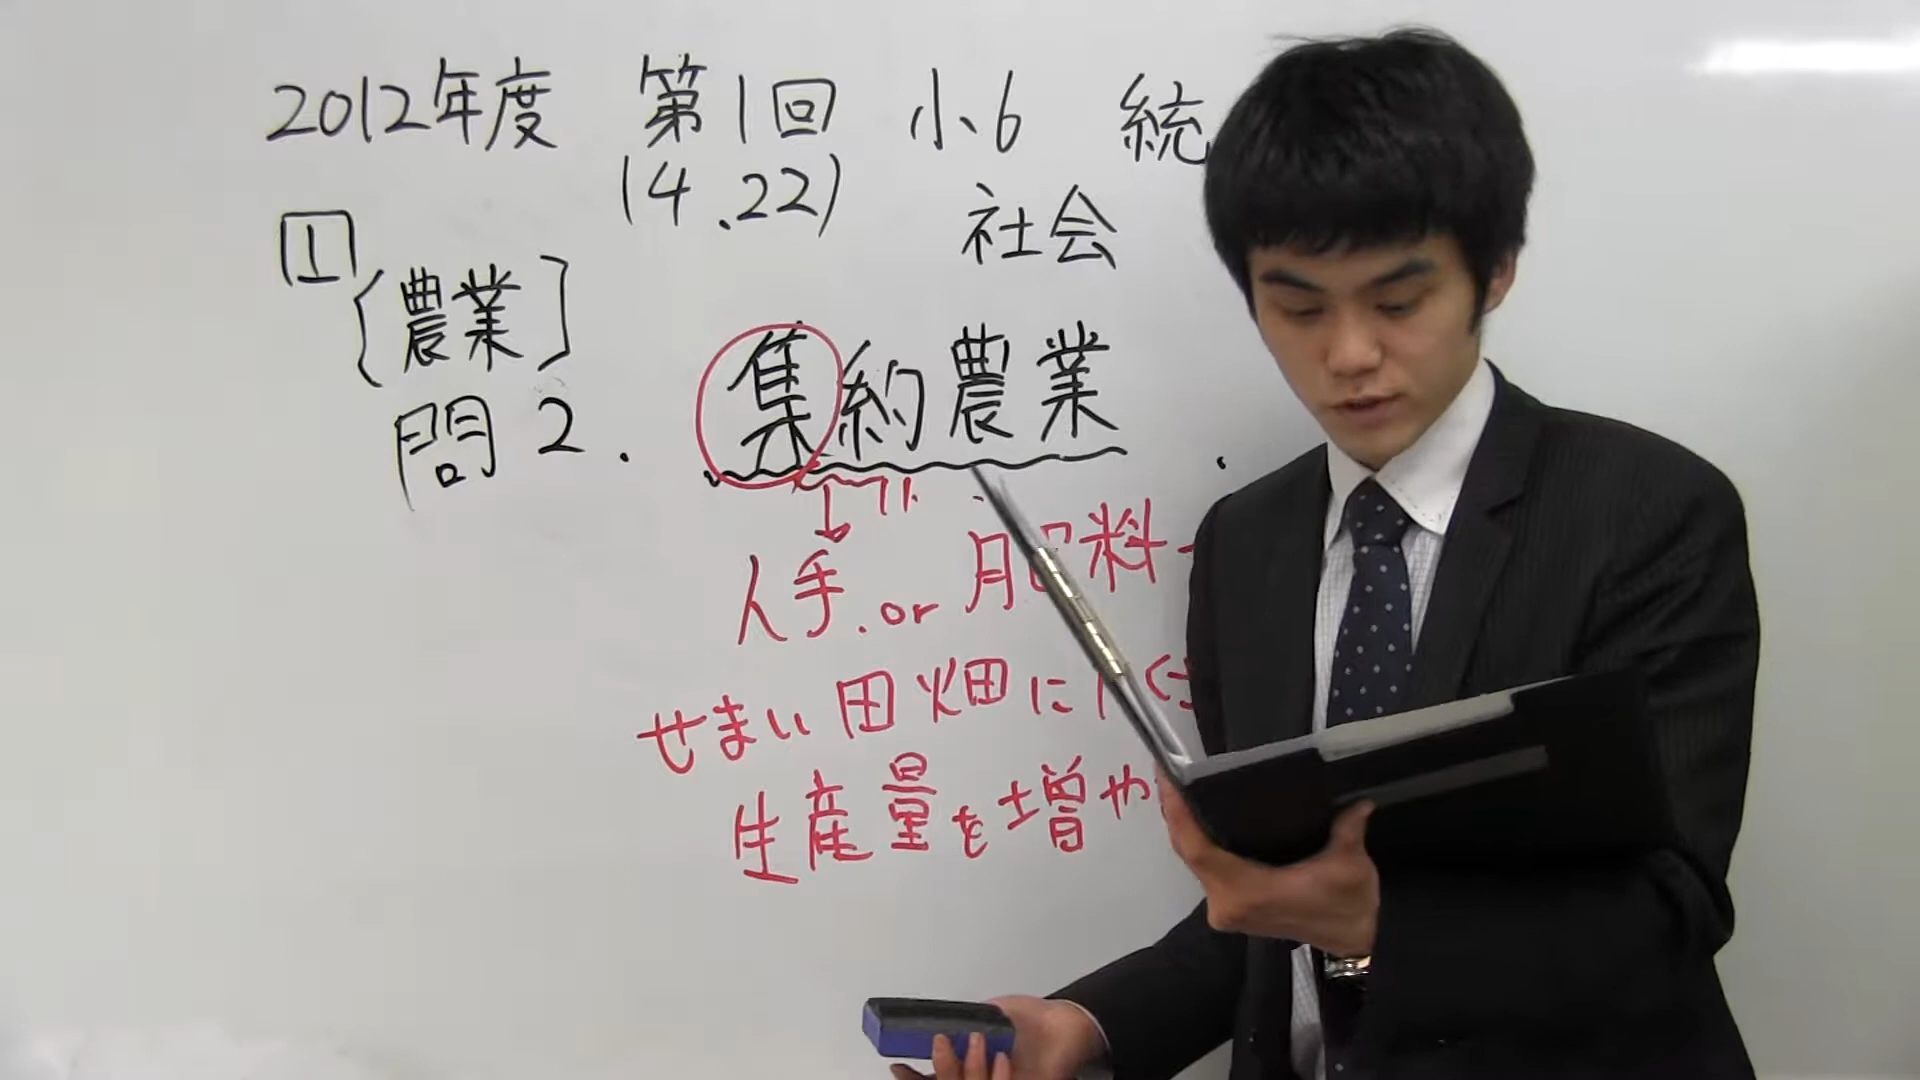 2012年度 第1回 小6 統
(4.22)
社会
1
[農業]
問2. 集約農業
人手.or 肥料
せまい田畑に
生産量を増や